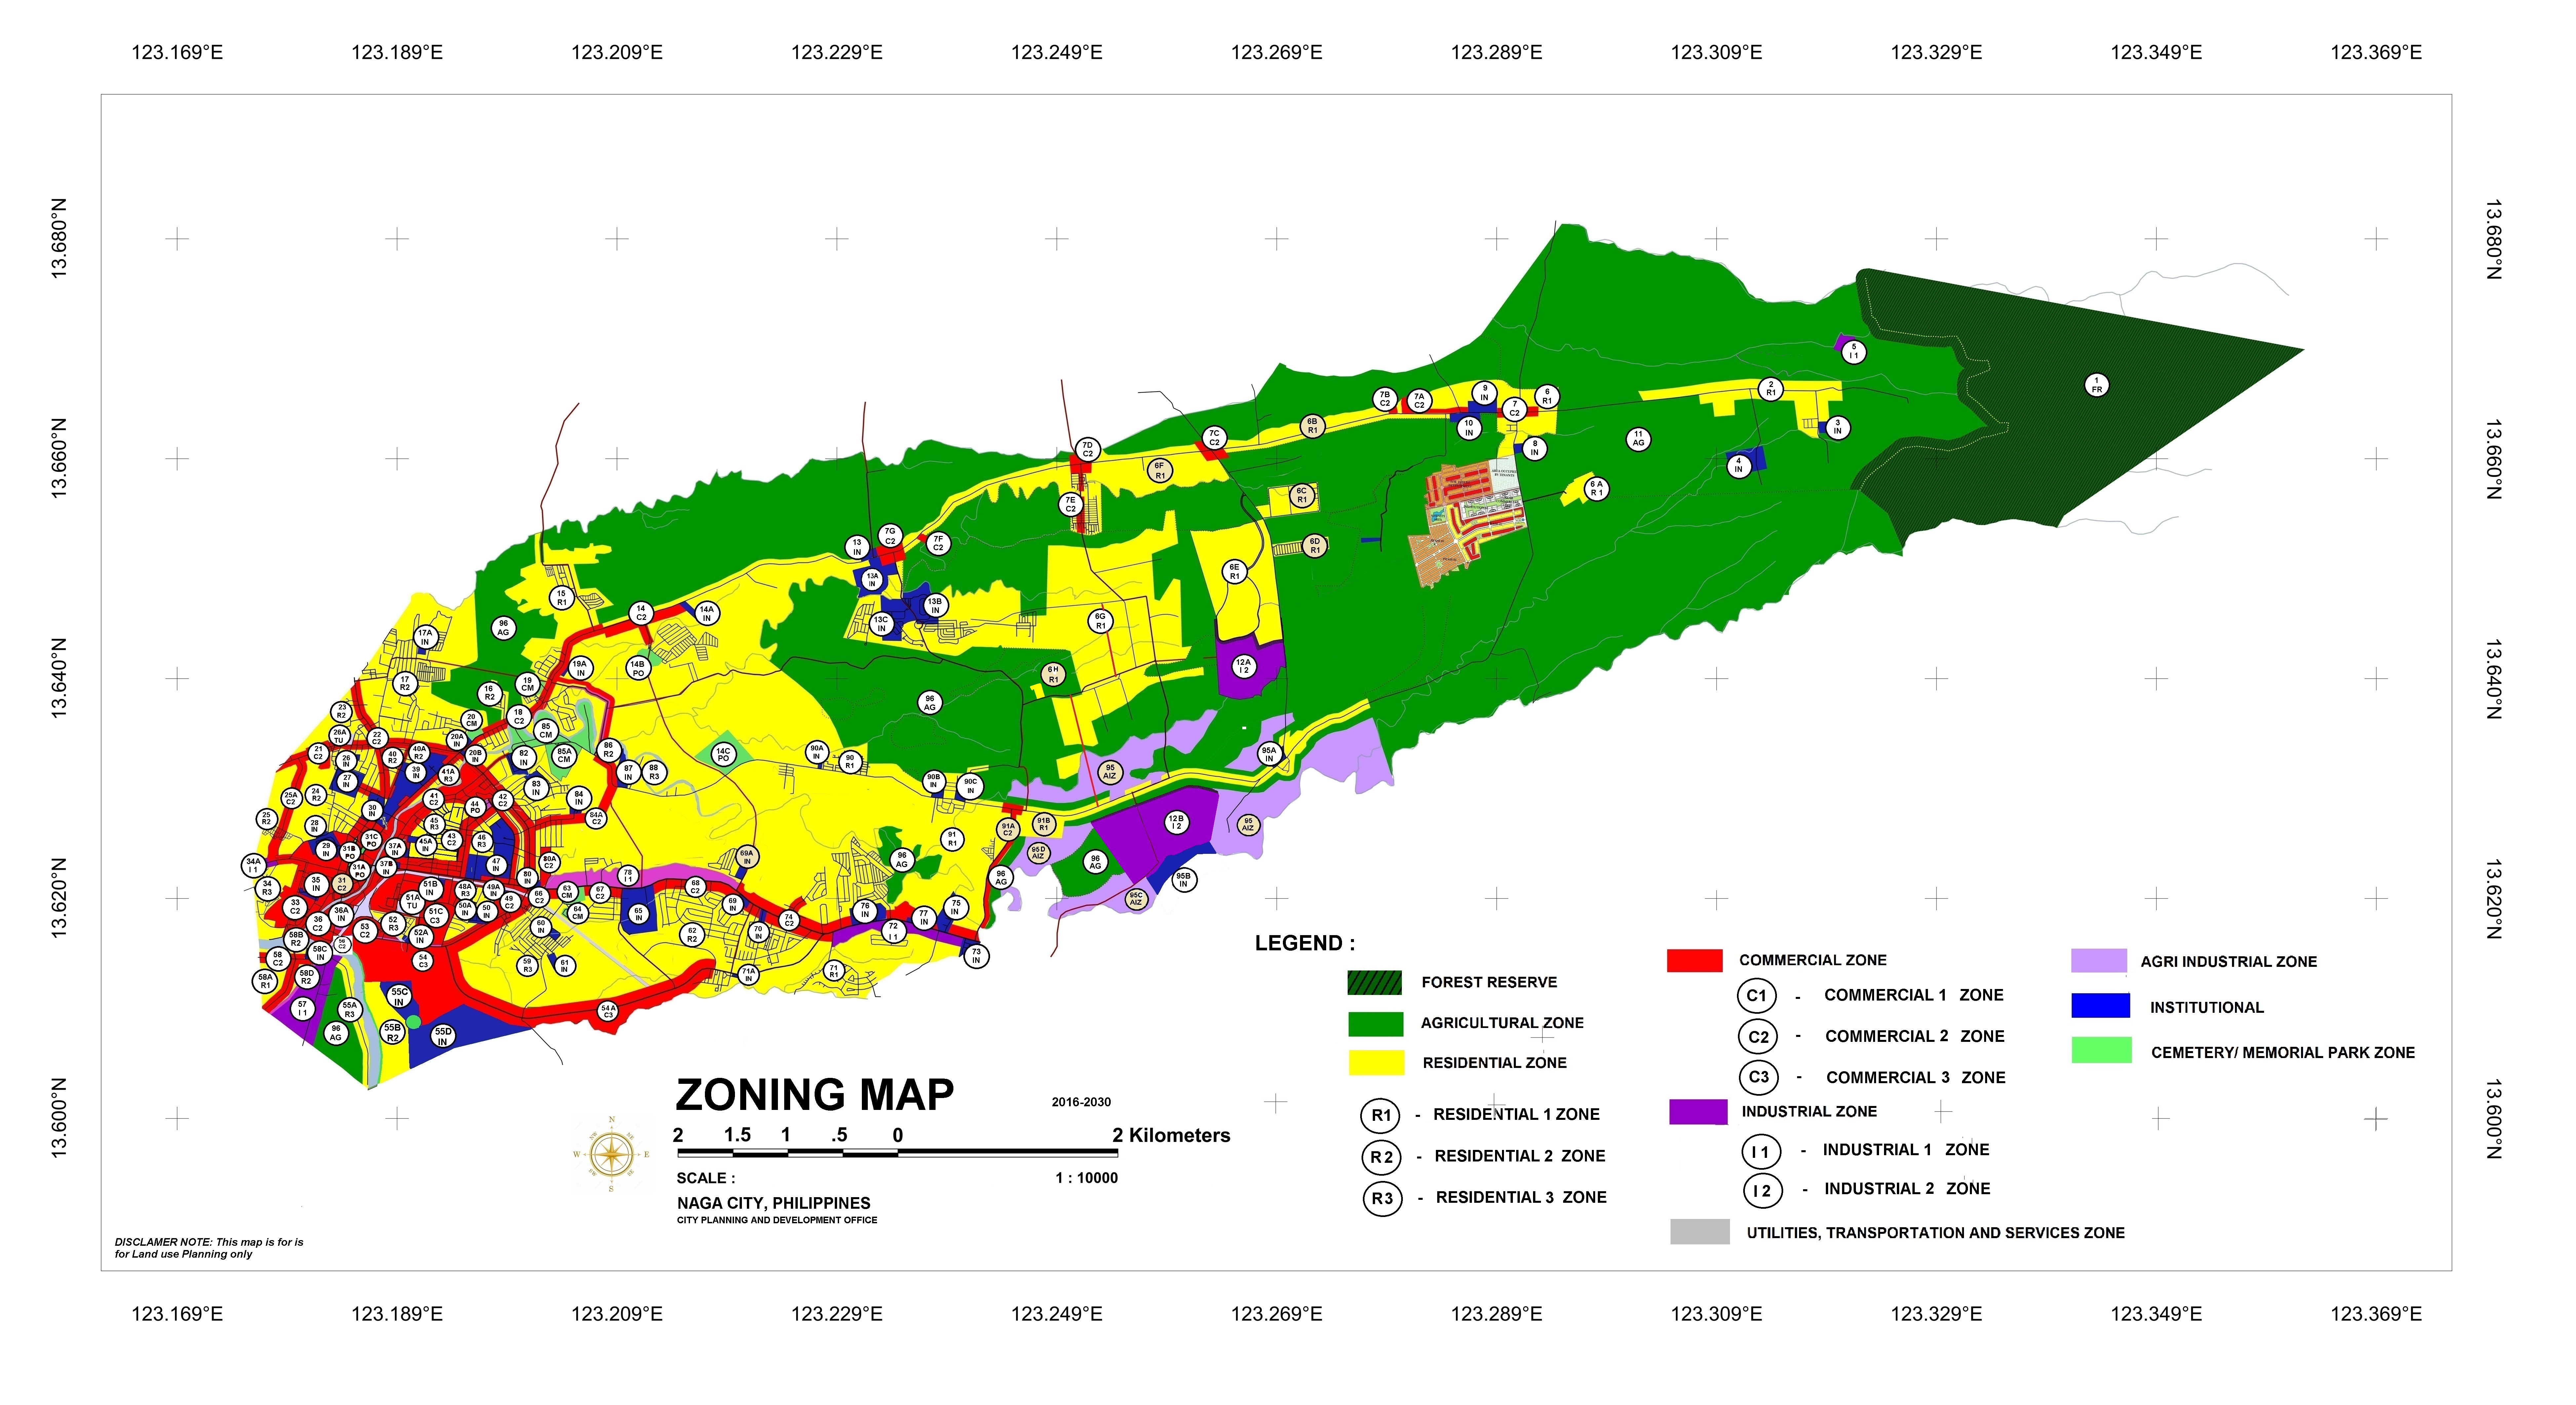 123.169°E 123.189°E 123.209°E 123.229°E 123.249°E 123.269°E 123.289°E 123.309°E 123.329°E 123.349°E 123.369°E
13.680°N 13.680°N
13.660°N 13.660°N
13.640°N 13.640°N
13.620°N 13.620°N
13.600°N 13.600°N
5 I 1
1 FR
2 R1
9 IN
6 R1
7B C2
7A C2
7 C2
10 IN
3 IN
6B R1
7C C2
11 AG
7D C2
8 IN
4 IN
6F R1
6A R 1
6C R1
7E C2
7G C2
7F C2
13 IN
6D R1
6E R1
13A IN
15 R1
13B IN
14 C2
14A IN
13C IN
6G R1
96 AG
17A IN
12A I 2
19A IN
14B PO
6H R1
17 R2
19 CM
16 R2
96 AG
23 R2
18 C2
20 CM
85 CM
26A TU
22 C2
20A IN
21 C2
40 R2
40A R2
20B IN
82 IN
85A CM
86 R2
14C PO
90A IN
90 R1
95A IN
26 IN
39 IN
41A R3
87 IN
88 R3
95 AIZ
27 IN
83 IN
90B IN
90C IN
25A C2
24 R2
41 C2
44 PO
42 C2
84 IN
30 IN
25 R2
28 IN
45 R3
84A C2
91A C2
91B R1
12B I 2
95 AIZ
31C PO
43 C2
46 R3
91 R1
29 IN
31B PO
37A IN
45A IN
69A IN
95D AIZ
34A I 1
31A PO
37B IN
47 IN
80A C2
96 AG
96 AG
34 R3
35 IN
31 C2
51B IN
48A R3
49A IN
80 IN
78 I 1
68 C2
96 AG
95B IN
63 CM
67 C2
66 C2
95C AIZ
33 C2
36A IN
51A TU
51C C3
50A IN
50 IN
49 C2
64 CM
65 IN
69 IN
76 IN
75 IN
36 C2
52 R3
60 IN
74 C2
77 IN
58B R2
53 C2
52A IN
62 R2
70 IN
72 I 1
58C IN
58 C2
54 C3
59 R3
61 IN
73 IN
58A R1
58D R2
71A IN
71 R1
57 I 1
55A R3
55C IN
54A C3
96 AG
55B R2
55D IN
LEGEND :
FOREST RESERVE
AGRICULTURAL ZONE
RESIDENTIAL ZONE
R1 - RESIDENTIAL 1 ZONE
R2 - RESIDENTIAL 2 ZONE
R3 - RESIDENTIAL 3 ZONE
COMMERCIAL ZONE
C1 - COMMERCIAL 1 ZONE
C2 - COMMERCIAL 2 ZONE
C3 - COMMERCIAL 3 ZONE
INDUSTRIAL ZONE
I 1 - INDUSTRIAL 1 ZONE
I 2 - INDUSTRIAL 2 ZONE
UTILITIES, TRANSPORTATION AND SERVICES ZONE
AGRI INDUSTRIAL ZONE
INSTITUTIONAL
CEMETERY/ MEMORIAL PARK ZONE
ZONING MAP 2016-2030
2 1.5 1 .5 0 2 Kilometers
SCALE : 1 : 10000
NAGA CITY, PHILIPPINES
CITY PLANNING AND DEVELOPMENT OFFICE
N NE E SE S SW W NW
DISCLAMER NOTE: This map is for is
for Land use Planning only
123.169°E 123.189°E 123.209°E 123.229°E 123.249°E 123.269°E 123.289°E 123.309°E 123.329°E 123.349°E 123.369°E